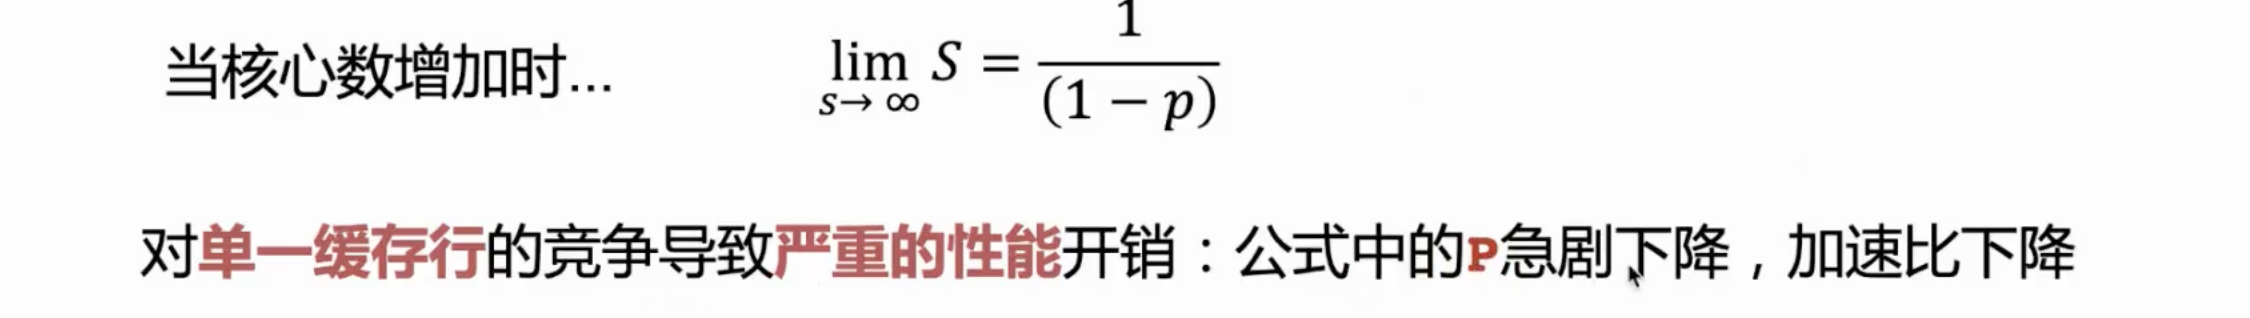 当核心数增加时... lim s→∞ S = 1 / (1 − p)
对单一缓存行的竞争导致严重的性能开销：公式中的P急剧下降，加速比下降